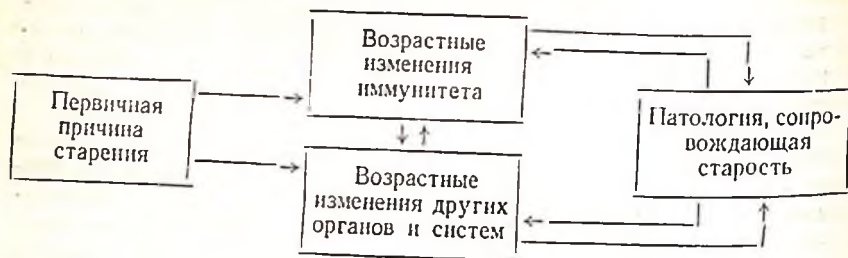 Возрастные
изменения
иммунитета
Первичная
причина
старения
Патология, сопро-
вождающая
старость
Возрастные
изменения других
органов и систем